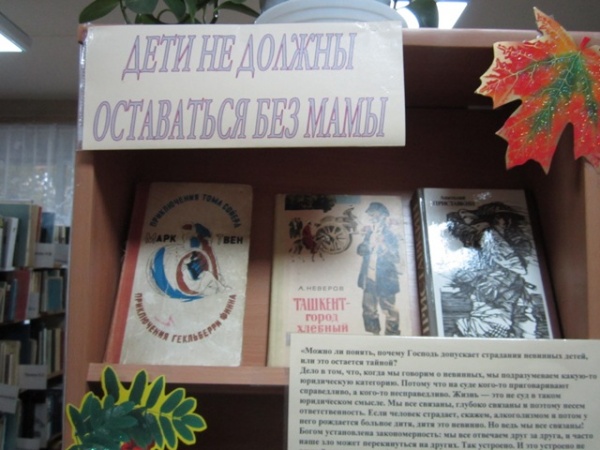 ДЕТИ НЕ ДОЛЖНЫ
ОСТАВАТЬСЯ БЕЗ МАМЫ
ПРИКЛЮЧЕНИЯ ТОМА СОЙЕРА
МАРК ТВЕН
ПРИКЛЮЧЕНИЯ ГЕКЛЬБЕРРИ ФИННА
А. НЕВЕРОВ
ТАШКЕНТ-
ГОРОД
ХЛЕБНЫЙ
ПРИСТАВКИН
«Можно ли понять, почему Господь допускает страдания невинных детей,
или это остается тайной?
Дело в том, что, когда мы говорим о невинных, мы подразумеваем какую-то
юридическую категорию. Потому что на суде кого-то приговаривают
справедливо, а кого-то несправедливо. Жизнь — это не суд в таком
юридическом смысле. Мы все связаны, глубоко связаны и поэтому несем
ответственность. Если человек страдает, скажем, алкоголизмом и потом у
него рождается больное дитя, дитя это невинно. Но ведь мы все связаны!
Богом установлена закономерность: мы все отвечаем друг за друга, и часто
наше зло может перекинуться на других. Так устроено. И это устроено не